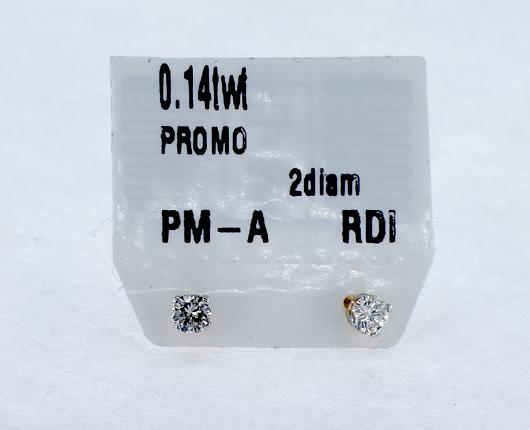 0.14twt
PROMO
2diam
PM-A RDI